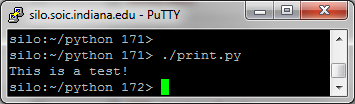 silo.soic.indiana.edu - PuTTY
silo:~/python 171>
silo:~/python 171> ./print.py
This is a test!
silo:~/python 172>